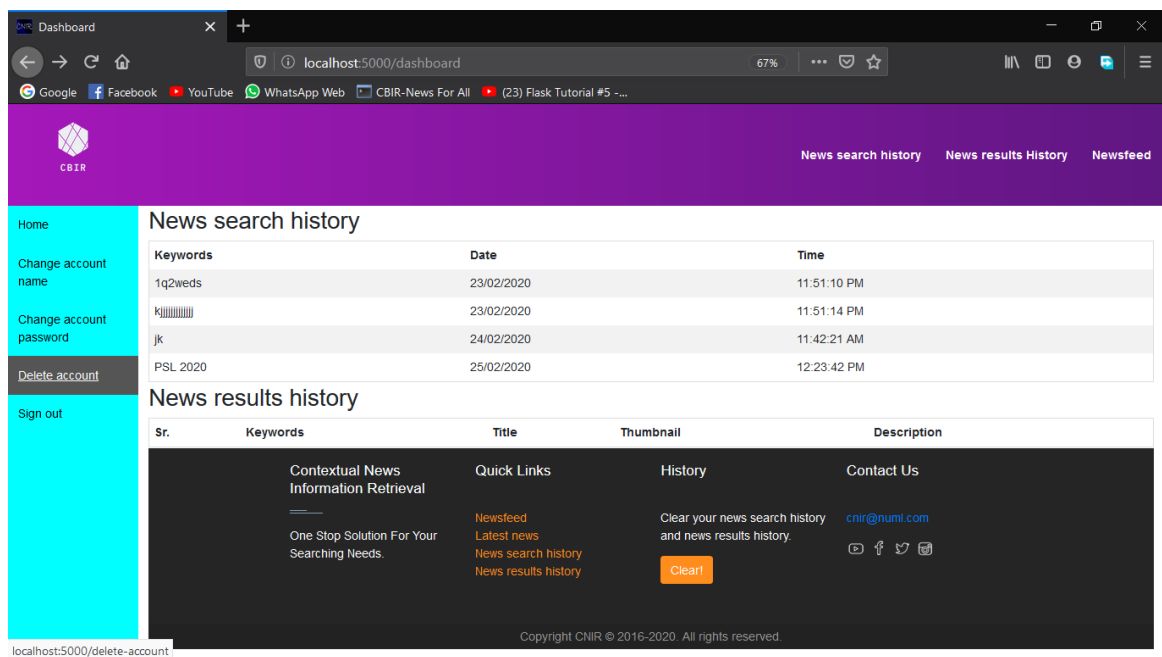 CNIR Dashboard
localhost:5000/dashboard 67%
Google Facebook YouTube WhatsApp Web CBIR-News For All (23) Flask Tutorial #5 -...
CBIR
News search history News results History Newsfeed
Home
Change account
name
Change account
password
Delete account
Sign out
News search history
Keywords Date Time
1q2weds 23/02/2020 11:51:10 PM
23/02/2020 11:51:14 PM
jk 24/02/2020 11:42:21 AM
PSL 2020 25/02/2020 12:23:42 PM
News results history
Sr. Keywords Title Thumbnail Description
Contextual News
Information Retrieval
One Stop Solution For Your
Searching Needs.
Quick Links
Newsfeed
Latest news
News search history
News results history
History
Clear your news search history
and news results history.
Clear!
Contact Us
cnir@numl.com
Copyright CNIR © 2016-2020. All rights reserved.
localhost:5000/delete-account